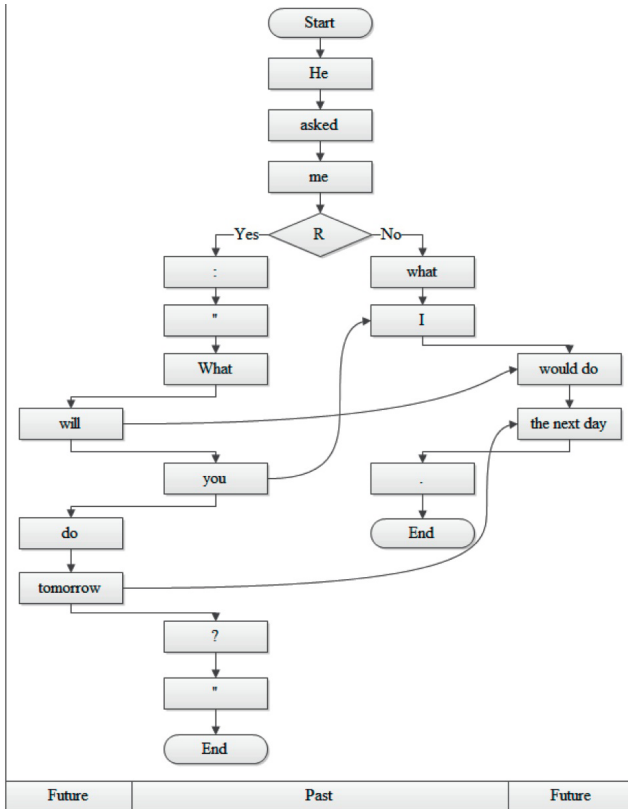 Start
He
asked
me
R
Yes
No
:
what
"
I
What
would do
will
the next day
you
.
do
End
tomorrow
?
"
End
Future Past Future